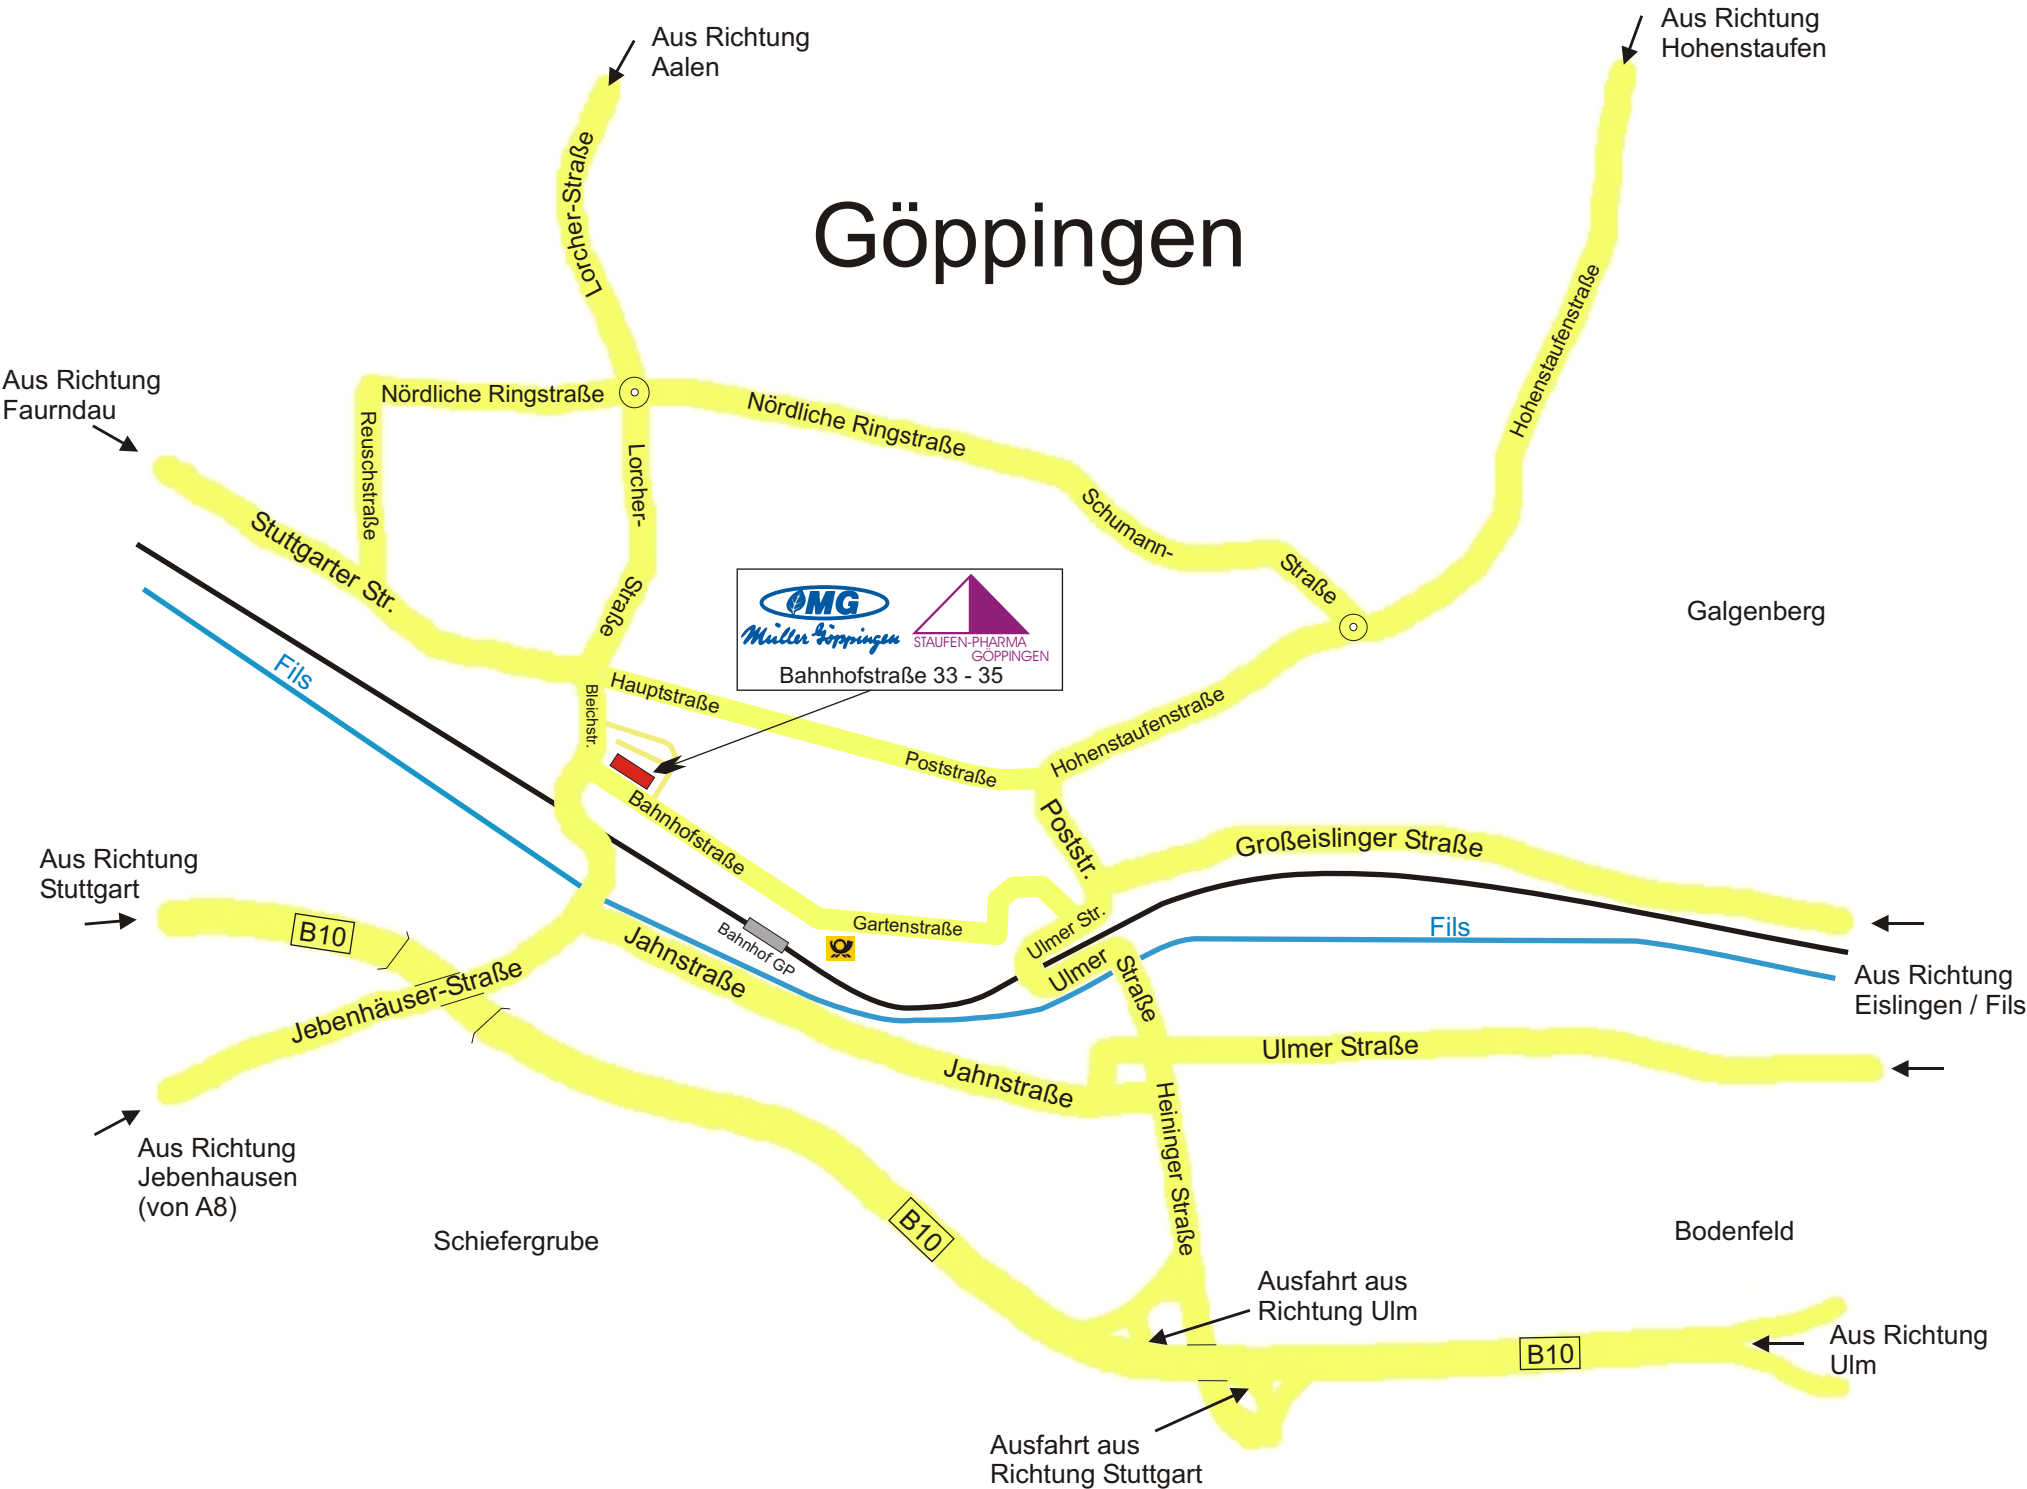 Aus Richtung
Aalen
Aus Richtung
Hohenstaufen
Lorcher-Straße
Göppingen
Hohenstaufenstraße
Aus Richtung
Faurndau
Nördliche Ringstraße
Nördliche Ringstraße
Reuschstraße
Lorcher-
Straße
Schumann-
Straße
Stuttgarter Str.
MG
Müller Göppingen
STAUFEN-PHARMA
GÖPPINGEN
Bahnhofstraße 33 - 35
Galgenberg
Fils
Bleichstr.
Hauptstraße
Poststraße
Hohenstaufenstraße
Bahnhofstraße
Poststr.
Großeislinger Straße
Aus Richtung
Stuttgart
B10
Jahnstraße
Bahnhof GP
Gartenstraße
Ulmer Str.
Ulmer
Straße
Fils
Aus Richtung
Eislingen / Fils
Jebenhäuser-Straße
Jahnstraße
Ulmer Straße
Heininger Straße
Aus Richtung
Jebenhausen
(von A8)
Schiefergrube
B10
Bodenfeld
Ausfahrt aus
Richtung Ulm
B10
Aus Richtung
Ulm
Ausfahrt aus
Richtung Stuttgart